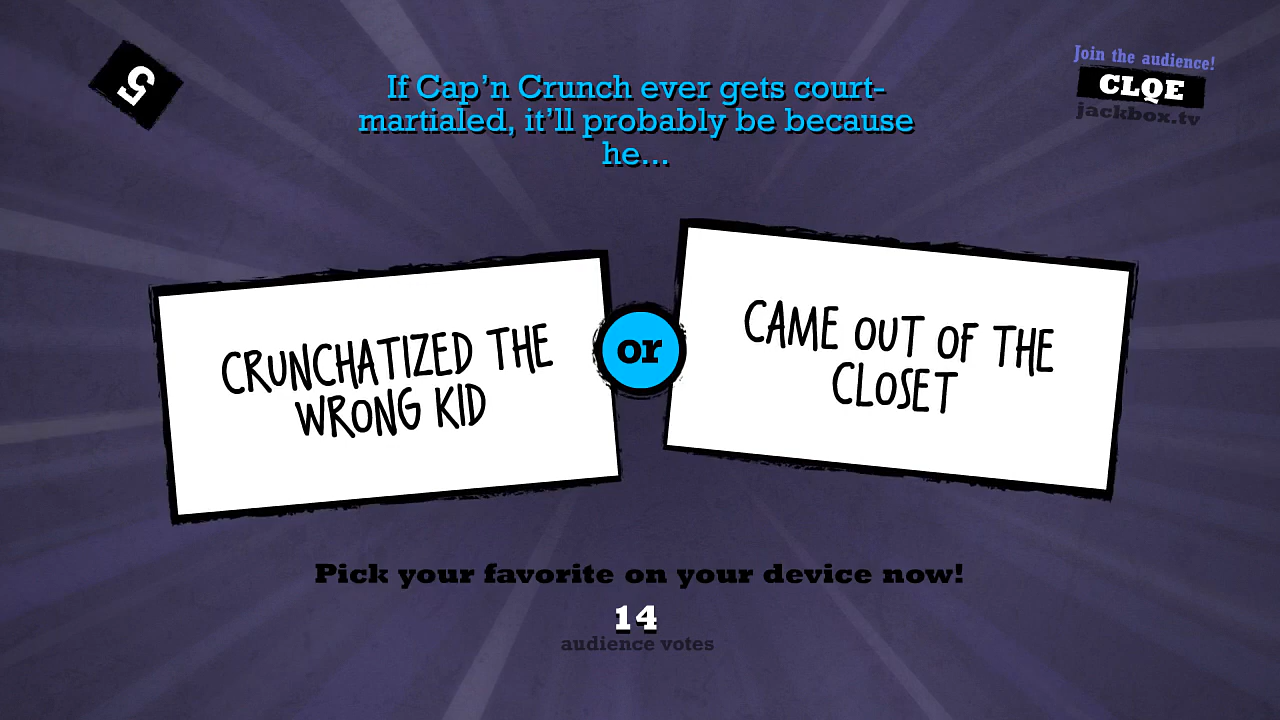 5
If Cap'n Crunch ever gets court-
martialed, it'll probably be because
he...
Join the audience!
CLQE
jackbox.tv
CRUNCHATIZED THE
WRONG KID
or
CAME OUT OF THE
CLOSET
Pick your favorite on your device now!
14
audience votes